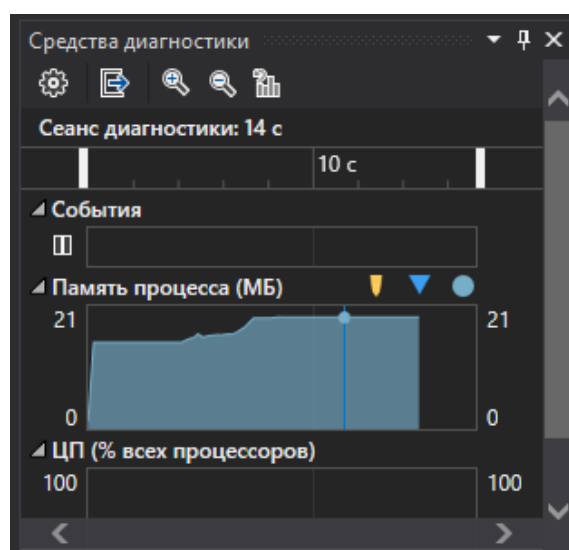 Средства диагностики
Сеанс диагностики: 14 с
10 с
События
Память процесса (МБ)
21 21
0 0
ЦП (% всех процессоров)
100 100